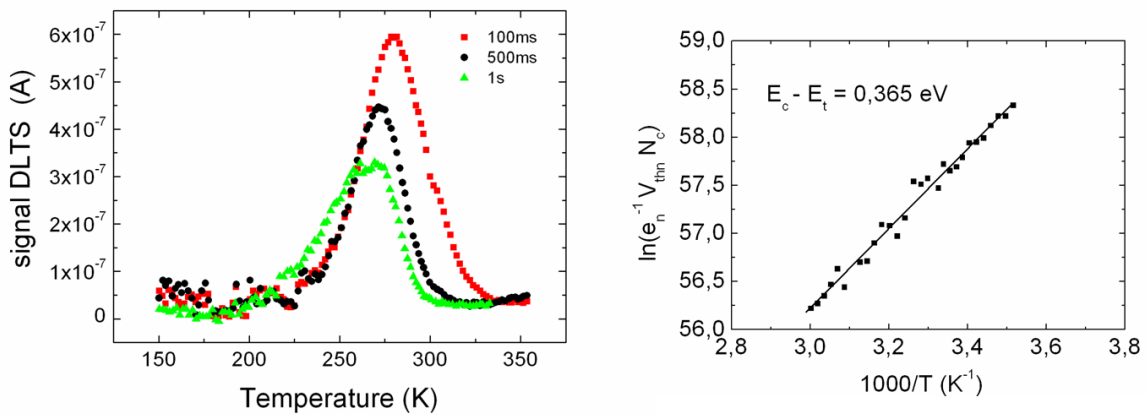 signal DLTS (A)
6x10⁻⁷
5x10⁻⁷
4x10⁻⁷
3x10⁻⁷
2x10⁻⁷
1x10⁻⁷
0
100ms
500ms
1s
150 200 250 300 350
Temperature (K)
ln(eₙ⁻¹ Vₜₕₙ N꜀)
59,0
58,5
58,0
57,5
57,0
56,5
56,0
E꜀ - Eₜ = 0,365 eV
2,8 3,0 3,2 3,4 3,6 3,8
1000/T (K⁻¹)